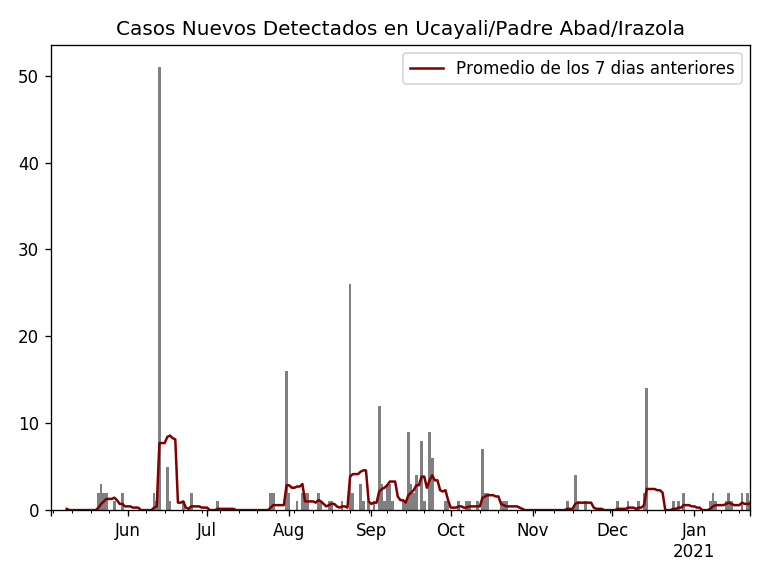 Casos Nuevos Detectados en Ucayali/Padre Abad/Irazola
Promedio de los 7 dias anteriores
50
40
30
20
10
0
Jun Jul Aug Sep Oct Nov Dec Jan
2021